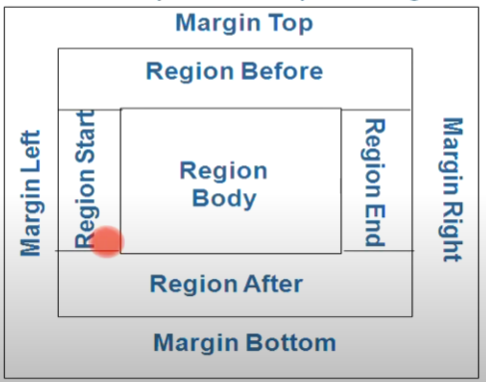 Margin Top
Region Before
Margin Left
Region Start
Region
Body
Region End
Margin Right
Region After
Margin Bottom